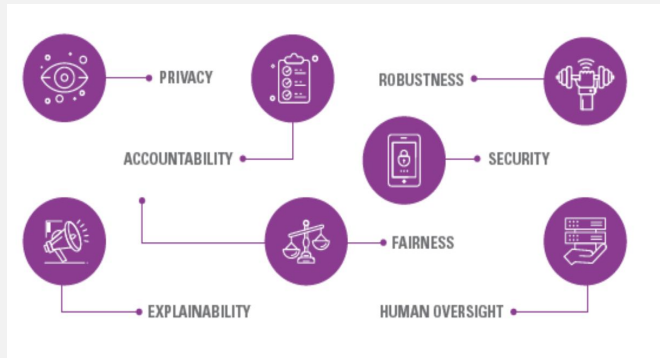 PRIVACY
ROBUSTNESS
ACCOUNTABILITY
SECURITY
FAIRNESS
EXPLAINABILITY
HUMAN OVERSIGHT